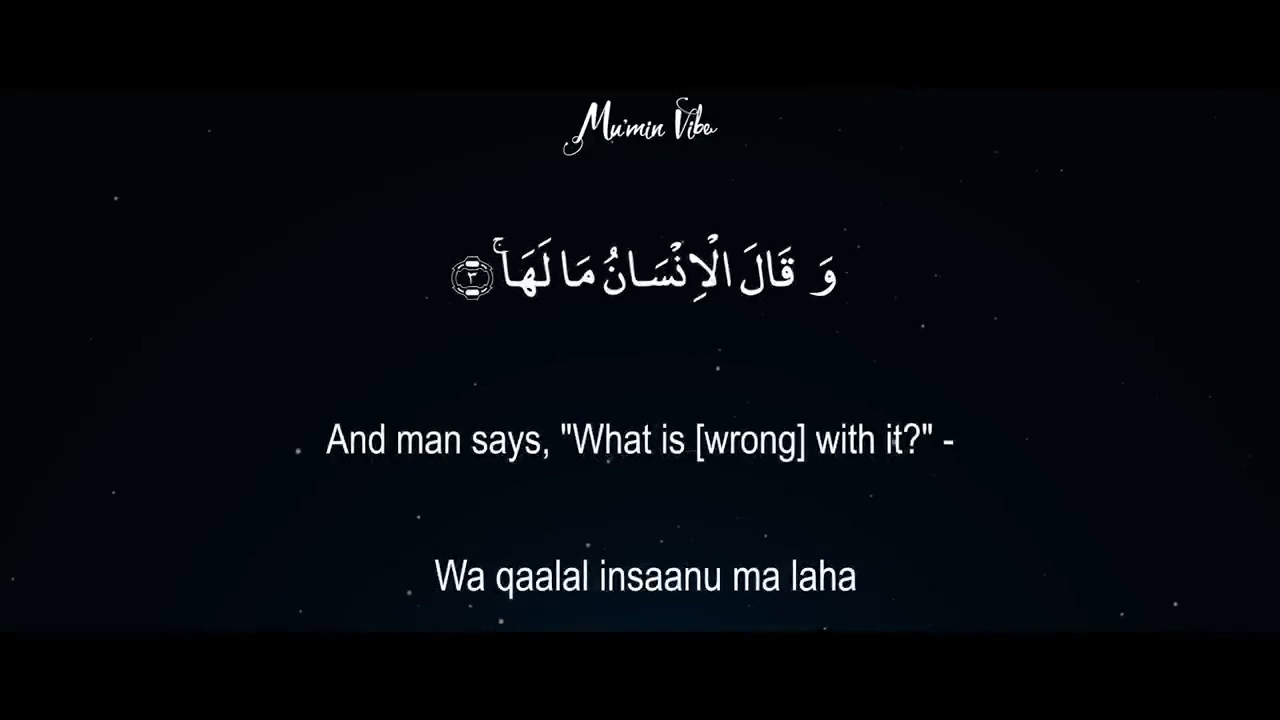 Mu'min Vibe
وَ قَالَ الْاِنْسَانُ مَا لَهَا ۚ ۳
And man says, "What is [wrong] with it?" -
Wa qaalal insaanu ma laha